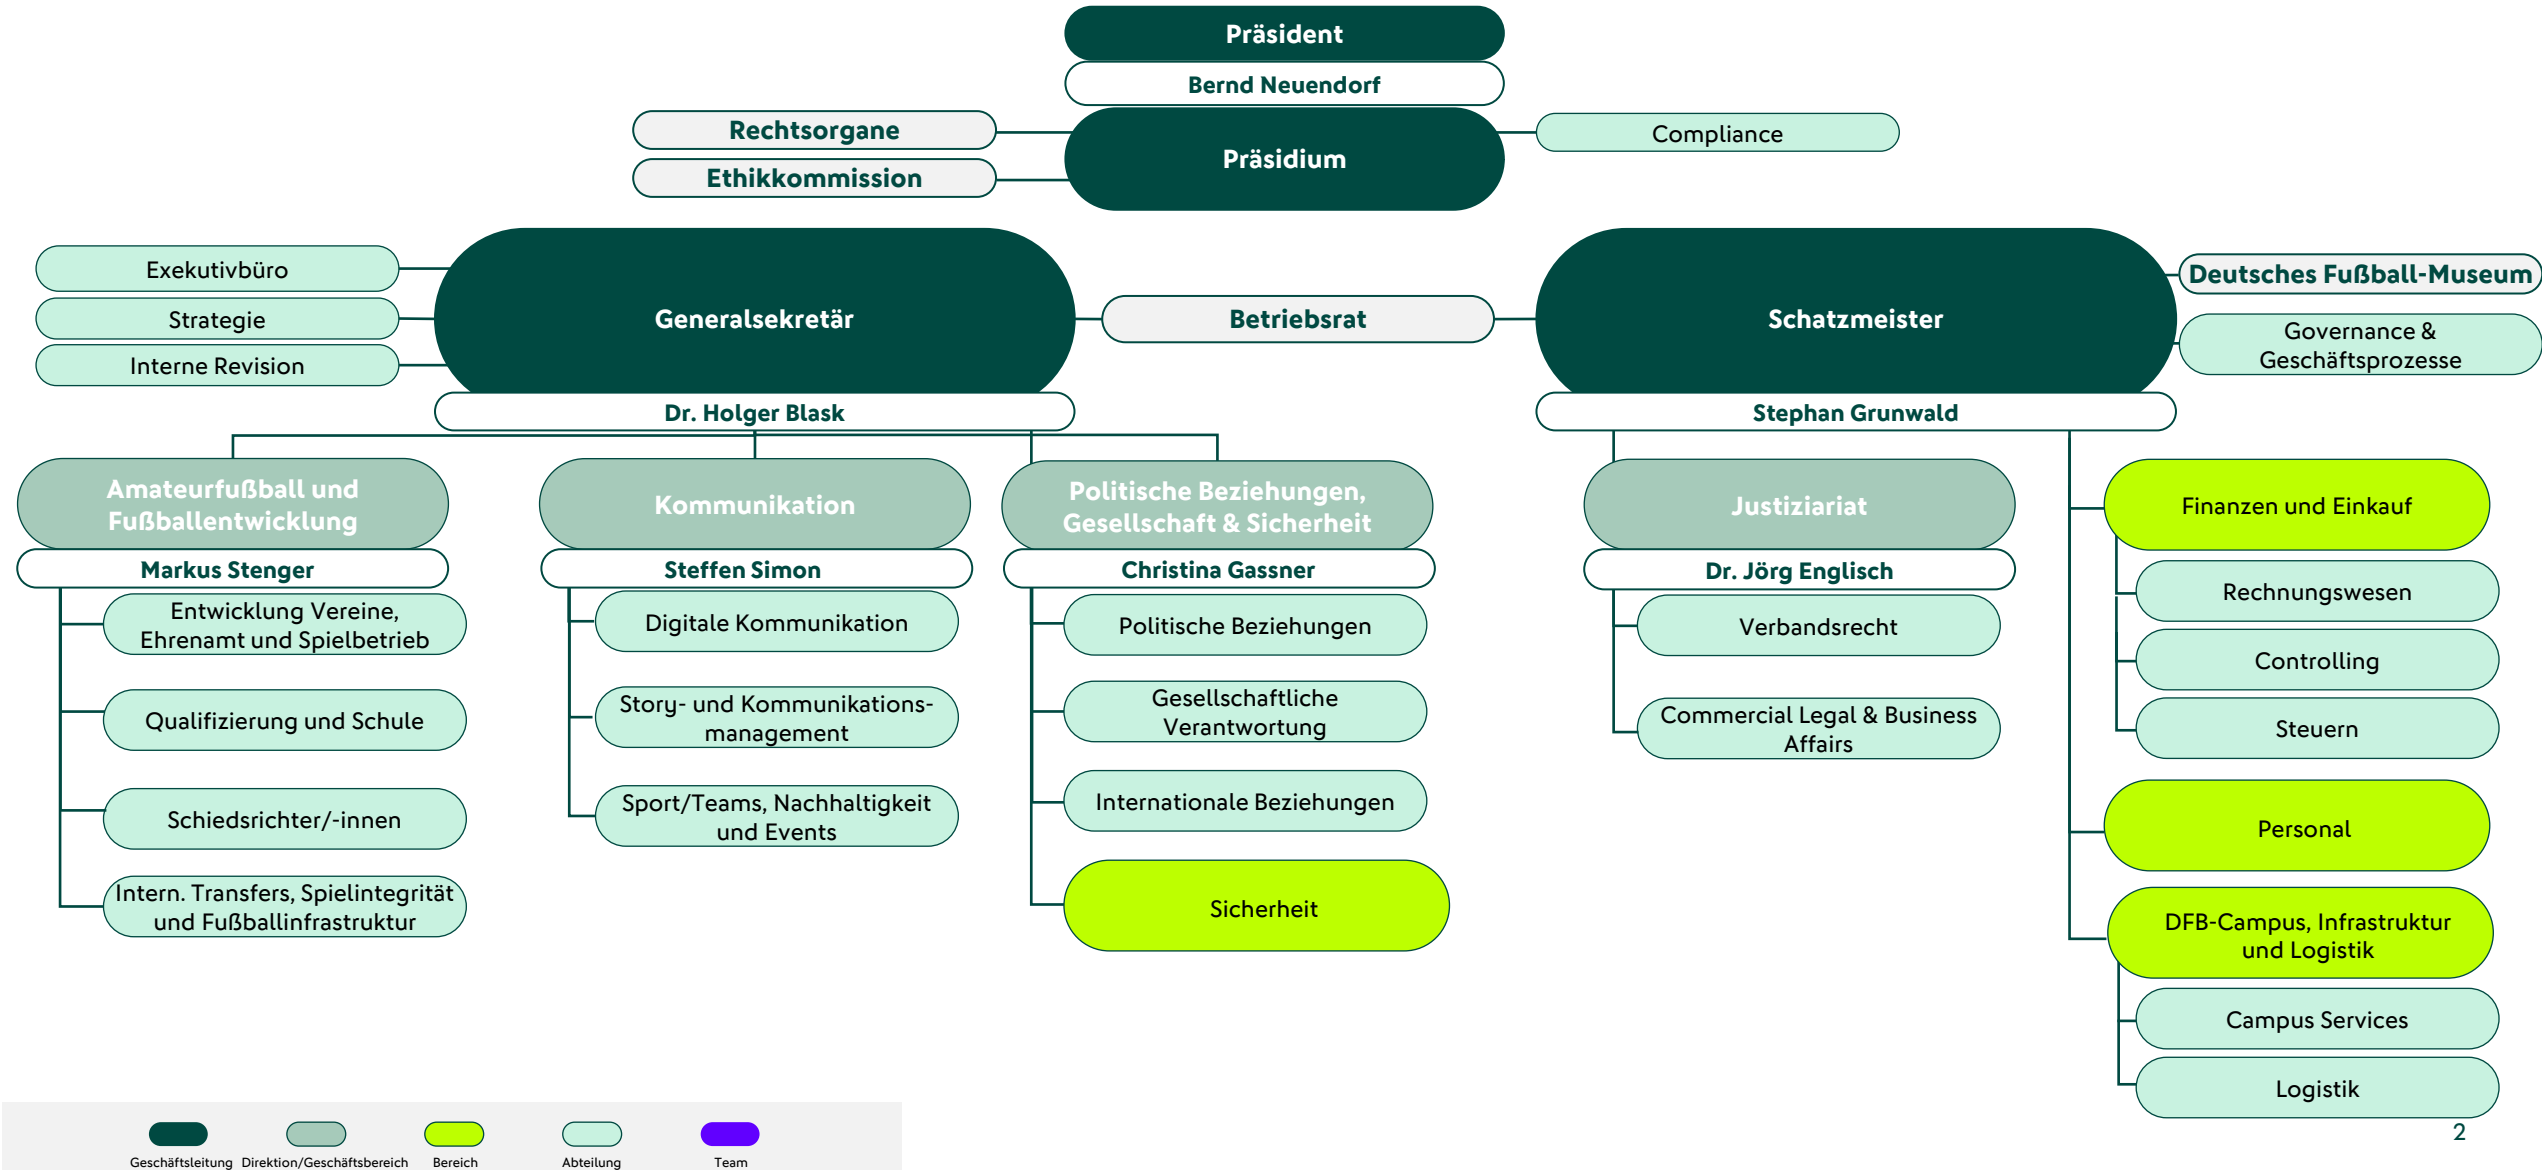 Präsident
Bernd Neuendorf
Rechtsorgane
Ethikkommission
Präsidium
Compliance
Exekutivbüro
Strategie
Interne Revision
Generalsekretär
Dr. Holger Blask
Betriebsrat
Schatzmeister
Stephan Grunwald
Deutsches Fußball-Museum
Governance &
Geschäftsprozesse
Amateurfußball und
Fußballentwicklung
Markus Stenger
Entwicklung Vereine,
Ehrenamt und Spielbetrieb
Qualifizierung und Schule
Schiedsrichter/-innen
Intern. Transfers, Spielintegrität
und Fußballinfrastruktur
Kommunikation
Steffen Simon
Digitale Kommunikation
Story- und Kommunikations-
management
Sport/Teams, Nachhaltigkeit
und Events
Politische Beziehungen,
Gesellschaft & Sicherheit
Christina Gassner
Politische Beziehungen
Gesellschaftliche
Verantwortung
Internationale Beziehungen
Sicherheit
Justiziariat
Dr. Jörg Englisch
Verbandsrecht
Commercial Legal & Business
Affairs
Finanzen und Einkauf
Rechnungswesen
Controlling
Steuern
Personal
DFB-Campus, Infrastruktur
und Logistik
Campus Services
Logistik
Geschäftsleitung
Direktion/Geschäftsbereich
Bereich
Abteilung
Team
2